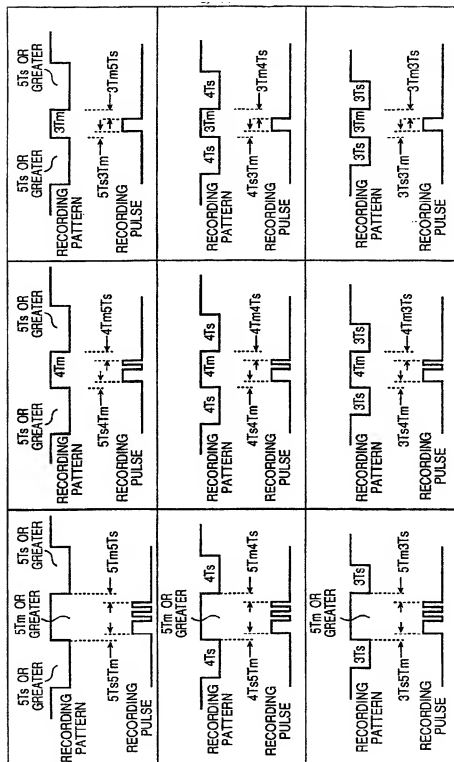 5Ts OR GREATER
5Tm OR GREATER
5Ts OR GREATER
RECORDING PATTERN
5Ts5Tm
5Tm5Ts
RECORDING PULSE
5Ts OR GREATER
4Tm
5Ts OR GREATER
RECORDING PATTERN
5Ts4Tm
4Tm5Ts
RECORDING PULSE
5Ts OR GREATER
3Tm
5Ts OR GREATER
RECORDING PATTERN
5Ts3Tm
3Tm5Ts
RECORDING PULSE
5Tm OR GREATER
4Ts
4Ts
RECORDING PATTERN
4Ts5Tm
5Tm4Ts
RECORDING PULSE
4Ts
4Tm
4Ts
RECORDING PATTERN
4Ts4Tm
4Tm4Ts
RECORDING PULSE
4Ts
3Tm
4Ts
RECORDING PATTERN
4Ts3Tm
3Tm4Ts
RECORDING PULSE
5Tm OR GREATER
3Ts
3Ts
RECORDING PATTERN
3Ts5Tm
5Tm3Ts
RECORDING PULSE
3Ts
4Tm
3Ts
RECORDING PATTERN
3Ts4Tm
4Tm3Ts
RECORDING PULSE
3Ts
3Tm
3Ts
RECORDING PATTERN
3Ts3Tm
3Tm3Ts
RECORDING PULSE